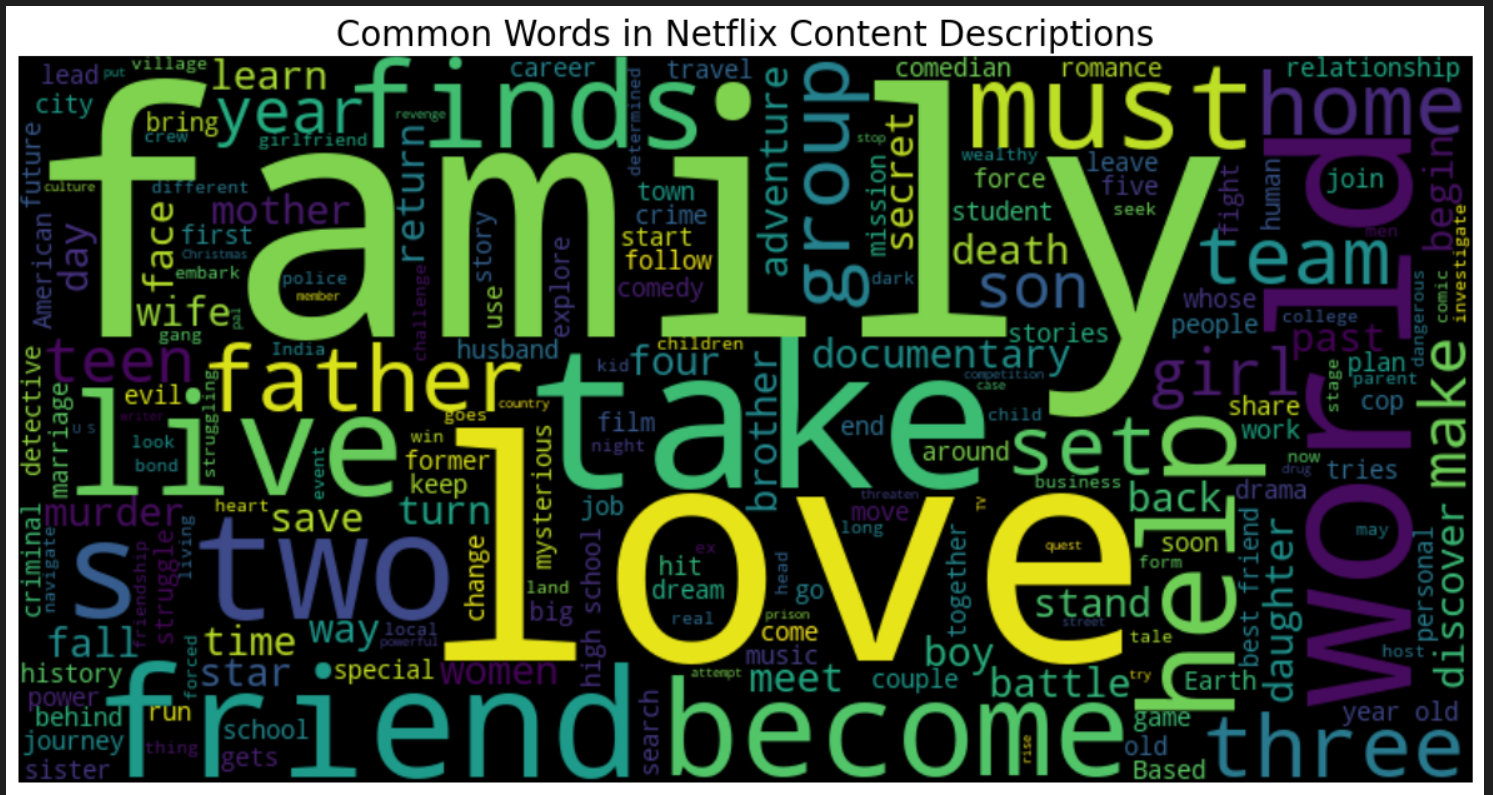 Common Words in Netflix Content Descriptions
lead
put
village
learn
finds
career
travel
comedian
romance
relationship
city
bring
year
revenge
determined
adventure
group
must
home
crew
girlfriend
return
stop
secret
wealthy
leave
future
culture
different
family
town
mission
force
five
fight
human
join
begin
mother
crime
student
seek
men
American
day
face
first
Christmas
story
start
death
team
world
investigate
embark
police
explore
follow
dark
son
whose
college
comic
member
challenge
use
comedy
stories
people
past
dangerous
wife
pal
gang
India
husband
children
documentary
girl
plan
teen
father
kid
four
brother
competition
case
stage
parent
detective
marriage
evil
struggling
country
take
share
cop
make
writer
goes
film
end
child
work
u s
look
live
win
night
around
set
help
now
bond
event
former
mysterious
business
drug
tries
keep
love
threaten
TV
back
drama
murder
heart
save
turn
job
move
long
criminal
navigate
s
living
two
change
high school
hit
ex
head
together
quest
soon
best friend
daughter
may
personal
discover
friendship
struggle
land
dream
go
form
big
real
prison
stand
street
fall
time
way
local
powerful
come
tale
music
boy
host
history
forced
star
special
women
attempt
meet
couple
battle
try
Earth
power
behind
run
friend
become
game
year old
journey
thing
school
gets
search
rise
old
three
sister
Based